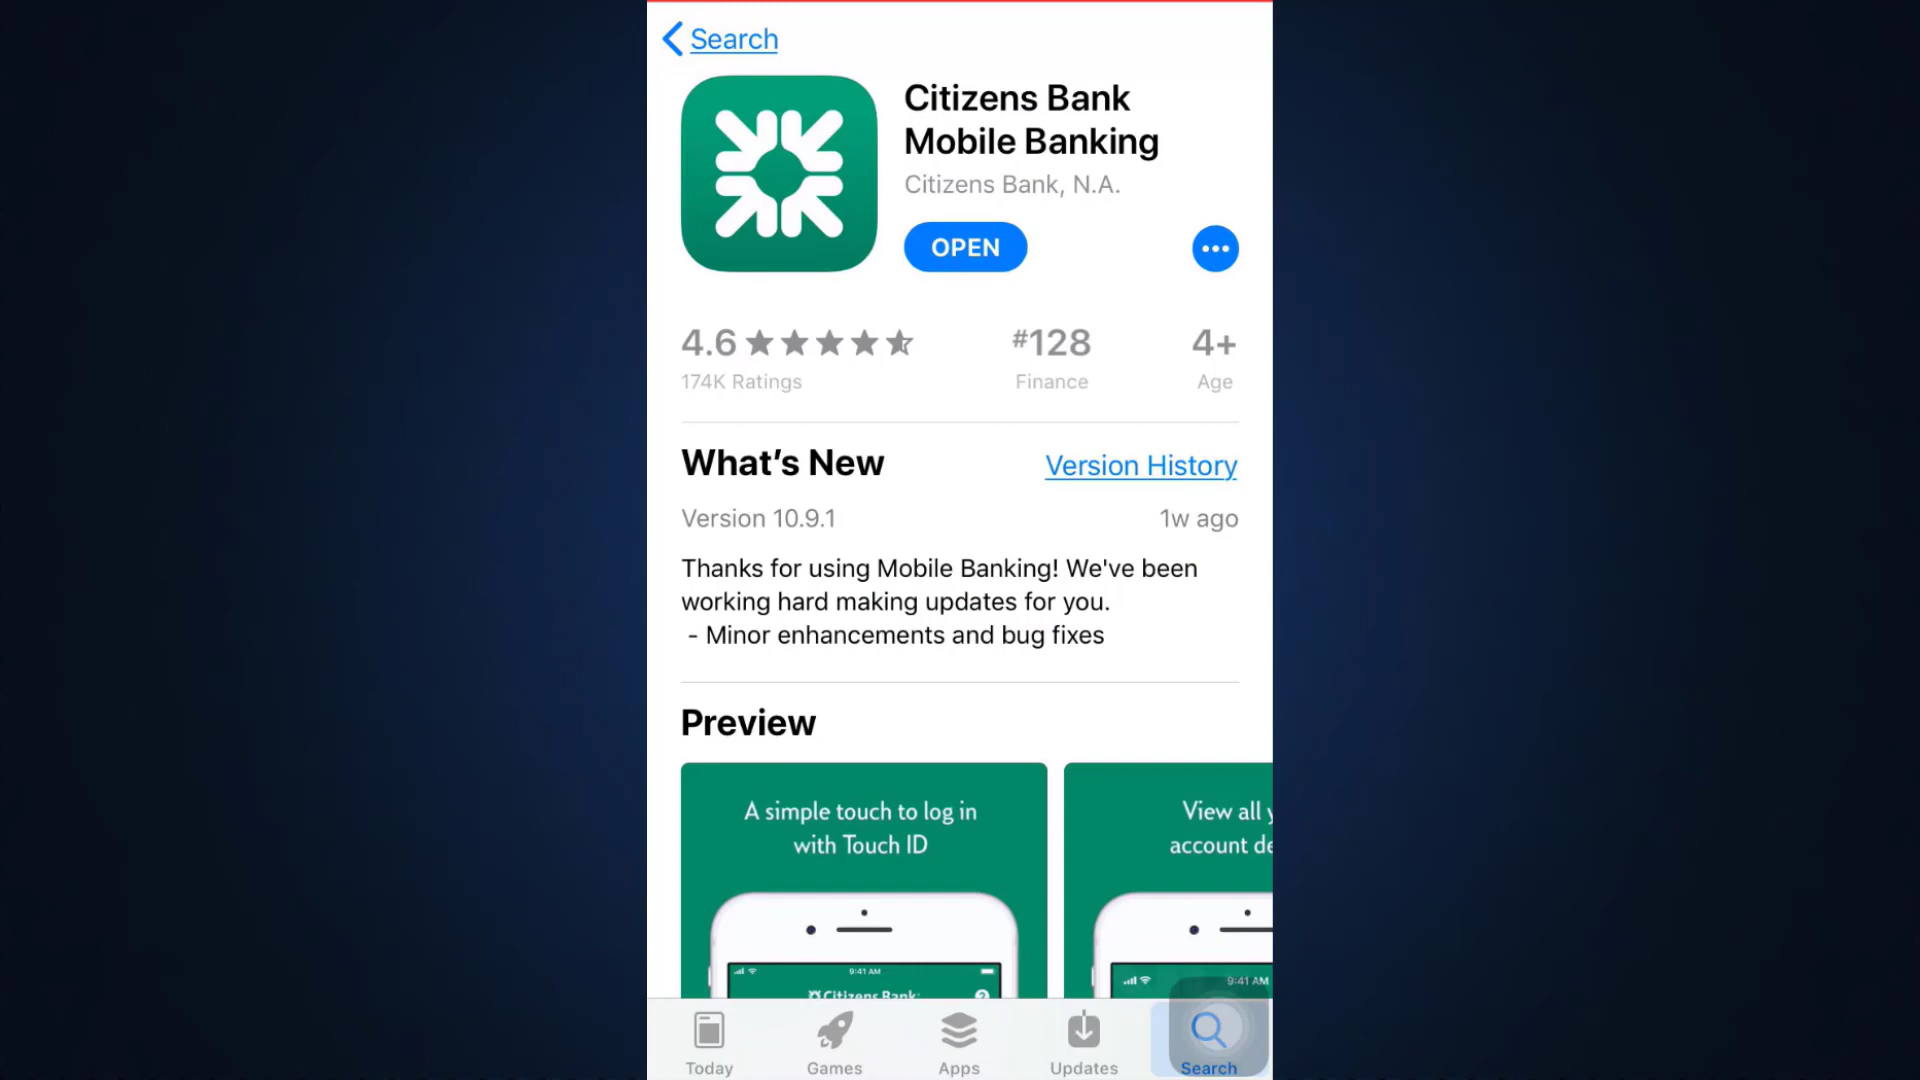 Search
Citizens Bank
Mobile Banking
Citizens Bank, N.A.
OPEN
4.6
#128
4+
174K Ratings
Finance
Age
What's New
Version History
Version 10.9.1
1w ago
Thanks for using Mobile Banking! We've been
working hard making updates for you.
- Minor enhancements and bug fixes
Preview
A simple touch to log in
with Touch ID
View all
account de
9:41 AM
Citizens Bank
9:41 AM
Today
Games
Apps
Updates
Search